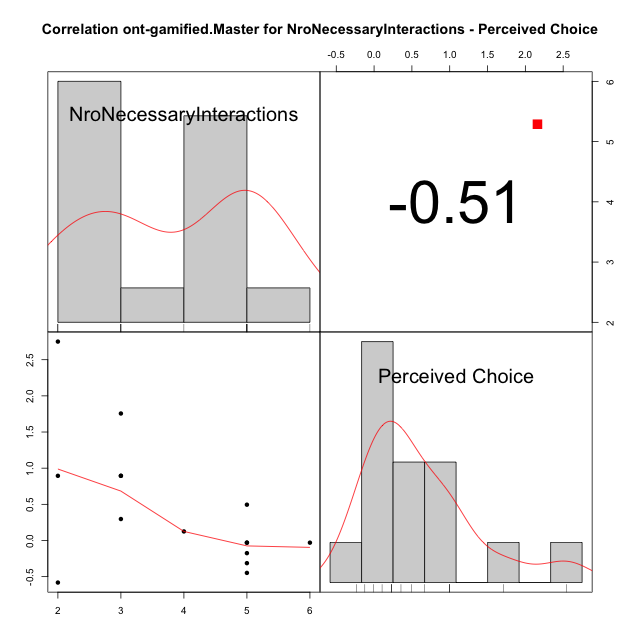 Correlation ont-gamified.Master for NroNecessaryInteractions - Perceived Choice
-0.5 0.0 0.5 1.0 1.5 2.0 2.5
NroNecessaryInteractions
-0.51
6
5
4
3
2
2.5
2.0
1.5
1.0
0.5
0.0
-0.5
Perceived Choice
2 3 4 5 6